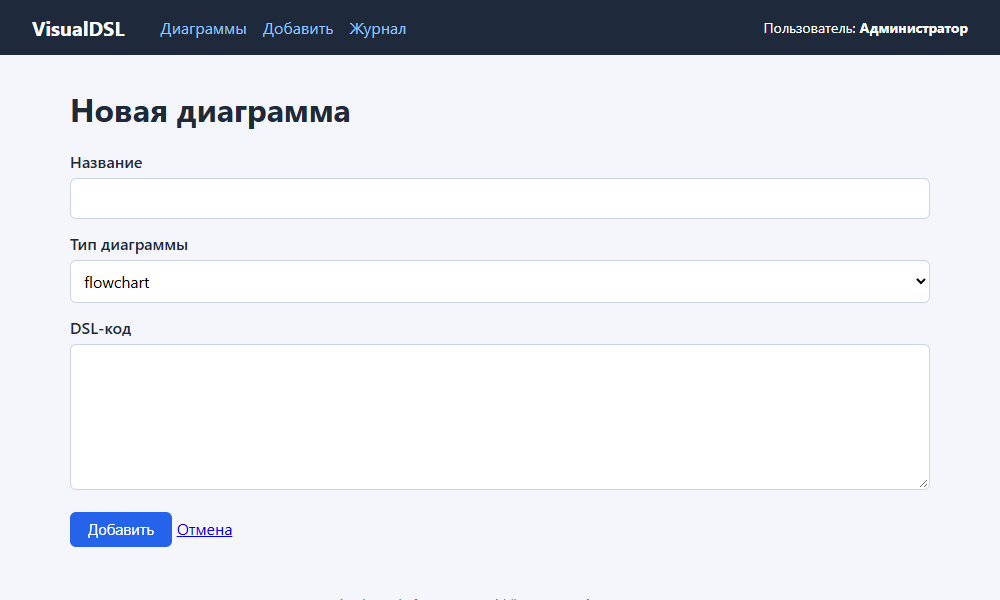 VisualDSL Диаграммы Добавить Журнал Пользователь: Администратор
Новая диаграмма
Название
Тип диаграммы
flowchart
DSL-код
Добавить Отмена